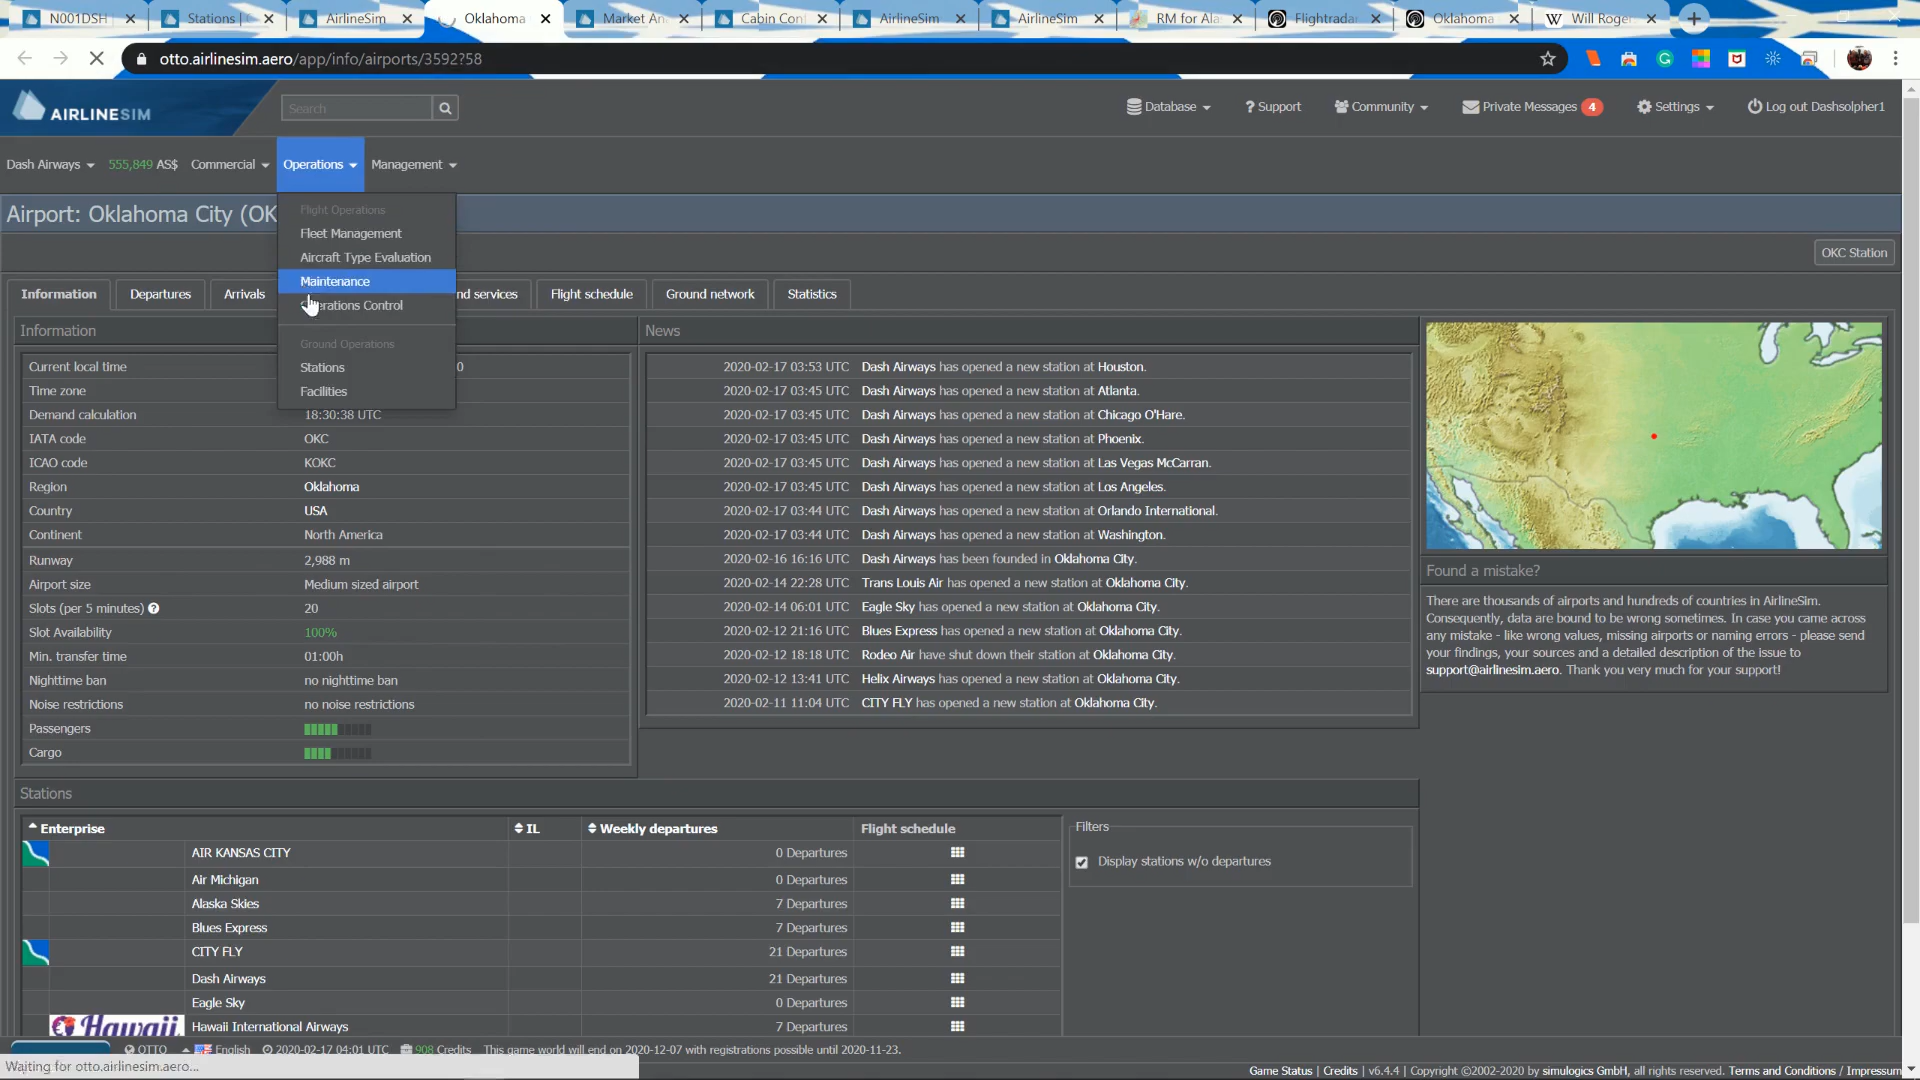 N001DSH
Stations |
AirlineSim
Oklahoma
Market An
Cabin Conf
AirlineSim
AirlineSim
RM for Ala
Flightradar
Oklahoma
Will Roger
otto.airlinesim.aero/app/info/airports/3592?58
AIRLINESIM
Search
Database
? Support
Community
Private Messages 4
Settings
Log out Dashsolpher1
Dash Airways
555,849 AS$
Commercial
Operations
Management
Airport: Oklahoma City (OK
Flight Operations
Fleet Management
Aircraft Type Evaluation
Maintenance
erations Control
Ground Operations
Stations
Facilities
OKC Station
Information
Departures
Arrivals
nd services
Flight schedule
Ground network
Statistics
Information
Current local time 0
Time zone
Demand calculation 18:30:38 UTC
IATA code OKC
ICAO code KOKC
Region Oklahoma
Country USA
Continent North America
Runway 2,988 m
Airport size Medium sized airport
Slots (per 5 minutes) ? 20
Slot Availability 100%
Min. transfer time 01:00h
Nighttime ban no nighttime ban
Noise restrictions no noise restrictions
Passengers
Cargo
News
2020-02-17 03:53 UTC Dash Airways has opened a new station at Houston.
2020-02-17 03:45 UTC Dash Airways has opened a new station at Atlanta.
2020-02-17 03:45 UTC Dash Airways has opened a new station at Chicago O'Hare.
2020-02-17 03:45 UTC Dash Airways has opened a new station at Phoenix.
2020-02-17 03:45 UTC Dash Airways has opened a new station at Las Vegas McCarran.
2020-02-17 03:45 UTC Dash Airways has opened a new station at Los Angeles.
2020-02-17 03:44 UTC Dash Airways has opened a new station at Orlando International.
2020-02-17 03:44 UTC Dash Airways has opened a new station at Washington.
2020-02-16 16:16 UTC Dash Airways has been founded in Oklahoma City.
2020-02-14 22:28 UTC Trans Louis Air has opened a new station at Oklahoma City.
2020-02-14 06:01 UTC Eagle Sky has opened a new station at Oklahoma City.
2020-02-12 21:16 UTC Blues Express has opened a new station at Oklahoma City.
2020-02-12 18:18 UTC Rodeo Air have shut down their station at Oklahoma City.
2020-02-12 13:41 UTC Helix Airways has opened a new station at Oklahoma City.
2020-02-11 11:04 UTC CITY FLY has opened a new station at Oklahoma City.
Found a mistake?
There are thousands of airports and hundreds of countries in AirlineSim.
Consequently, data are bound to be wrong sometimes. In case you came across
any mistake - like wrong values, missing airports or naming errors - please send
your findings, your sources and a detailed description of the issue to
support@airlinesim.aero. Thank you very much for your support!
Stations
Enterprise IL Weekly departures Flight schedule
AIR KANSAS CITY 0 Departures
Air Michigan 0 Departures
Alaska Skies 7 Departures
Blues Express 7 Departures
CITY FLY 21 Departures
Dash Airways 21 Departures
Eagle Sky 0 Departures
Hawaii Hawaii International Airways 7 Departures
Filters
Display stations w/o departures
OTTO English 2020-02-17 04:01 UTC 908 Credits This game world will end on 2020-12-07 with registrations possible until 2020-11-23.
Waiting for otto.airlinesim.aero...
Game Status | Credits | v6.4.4 | Copyright ©2002-2020 by simulogics GmbH, all rights reserved. Terms and Conditions / Impressum